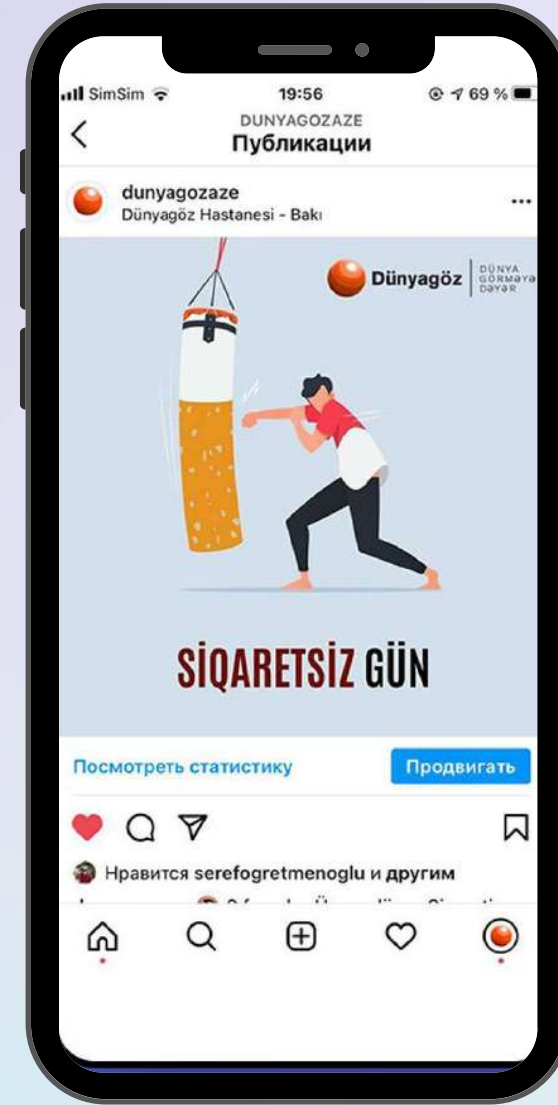 SimSim 19:56 69 %
DUNYAGOZAZE
Публикации
dunyagozaze
Dünyagöz Hastanesi - Bakı
Dünyagöz
DÜNYA
GÖRMƏYƏ
DƏYƏR
SİQARETSİZ GÜN
Посмотреть статистику
Продвигать
Нравится serefogretmenoglu и другим